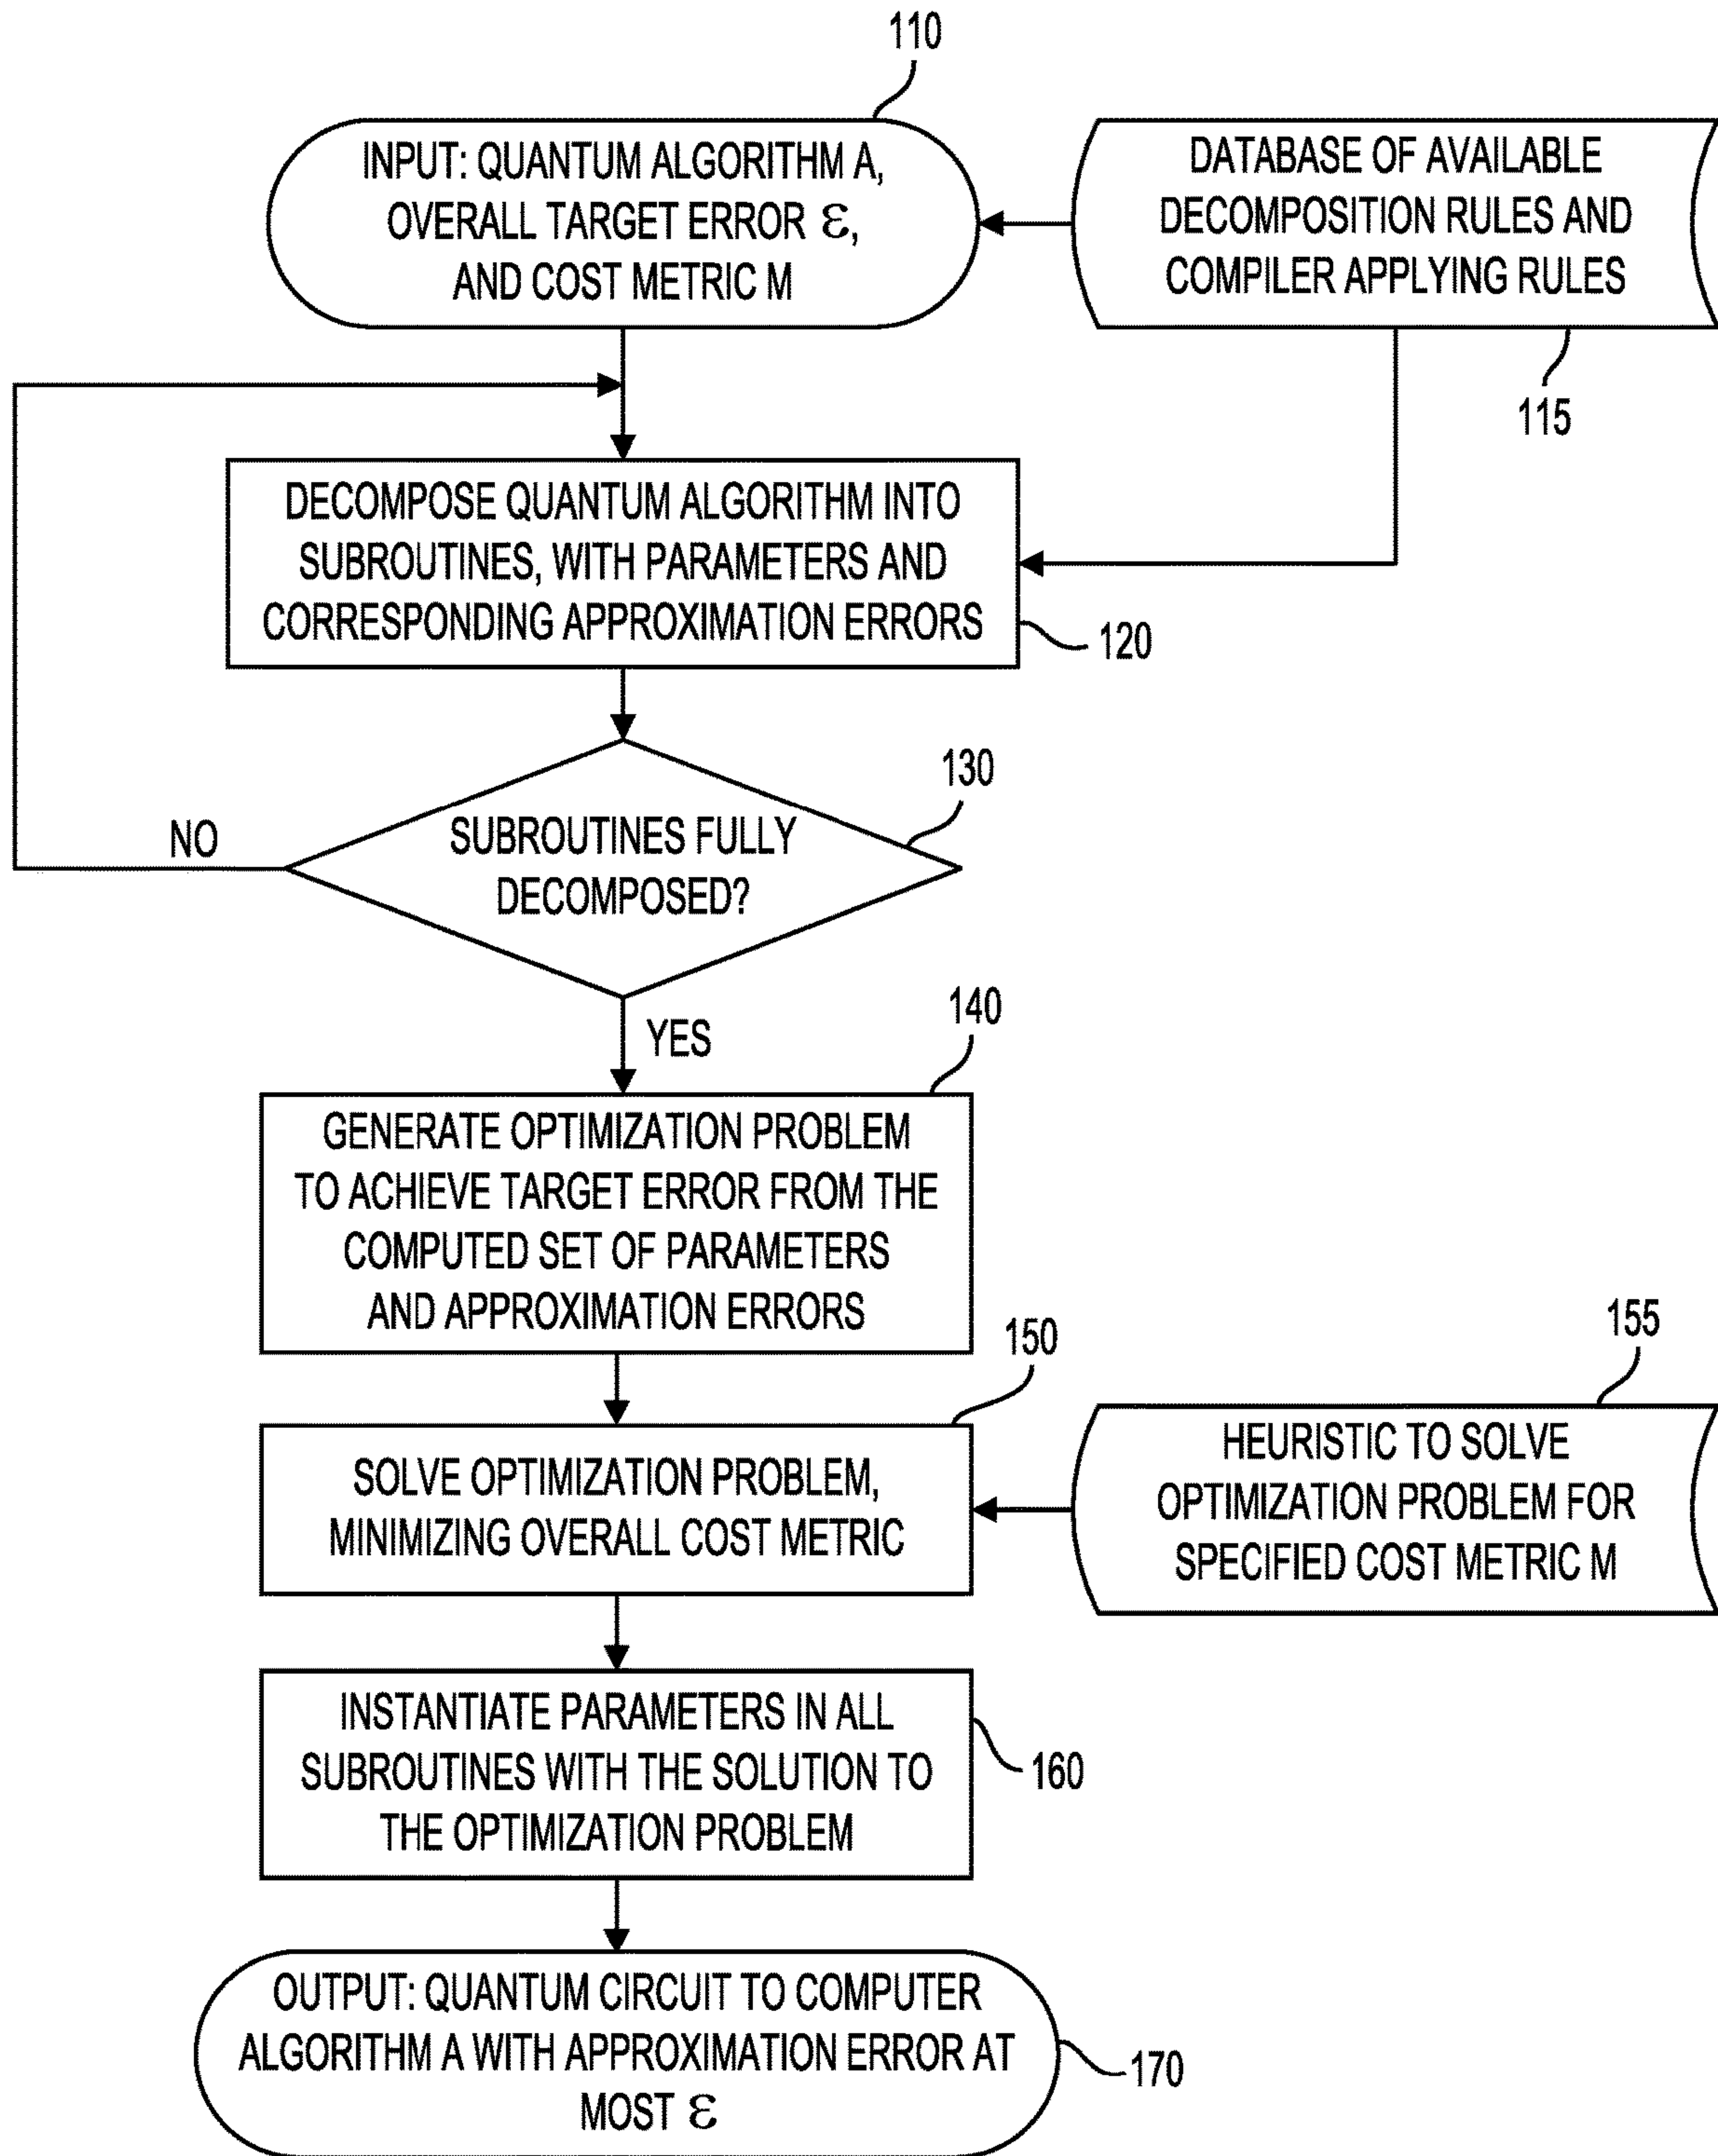 110
INPUT: QUANTUM ALGORITHM A,
OVERALL TARGET ERROR ε,
AND COST METRIC M
DATABASE OF AVAILABLE
DECOMPOSITION RULES AND
COMPILER APPLYING RULES
115
DECOMPOSE QUANTUM ALGORITHM INTO
SUBROUTINES, WITH PARAMETERS AND
CORRESPONDING APPROXIMATION ERRORS
120
130
NO
SUBROUTINES FULLY
DECOMPOSED?
YES
140
GENERATE OPTIMIZATION PROBLEM
TO ACHIEVE TARGET ERROR FROM THE
COMPUTED SET OF PARAMETERS
AND APPROXIMATION ERRORS
150
SOLVE OPTIMIZATION PROBLEM,
MINIMIZING OVERALL COST METRIC
155
HEURISTIC TO SOLVE
OPTIMIZATION PROBLEM FOR
SPECIFIED COST METRIC M
INSTANTIATE PARAMETERS IN ALL
SUBROUTINES WITH THE SOLUTION TO
THE OPTIMIZATION PROBLEM
160
OUTPUT: QUANTUM CIRCUIT TO COMPUTER
ALGORITHM A WITH APPROXIMATION ERROR AT
MOST ε
170